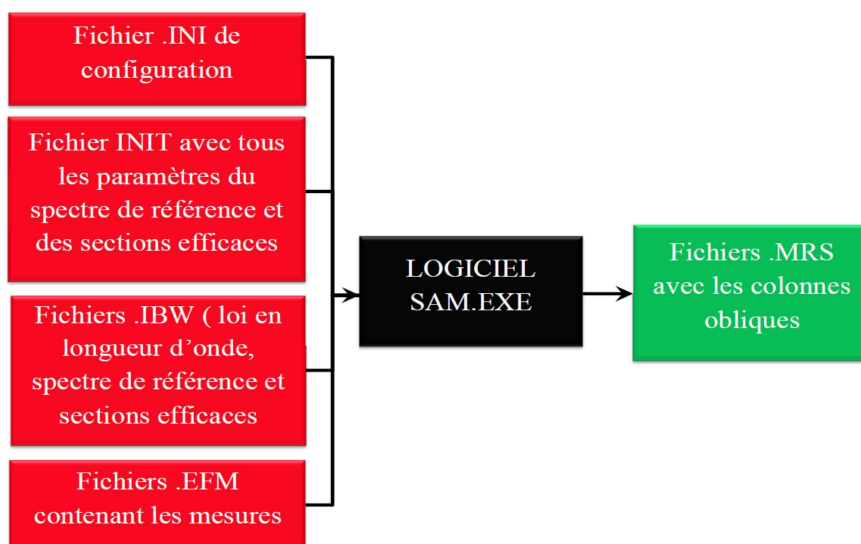 Fichier .INI de
configuration
Fichier INIT avec tous
les paramètres du
spectre de référence et
des sections efficaces
Fichiers .IBW ( loi en
longueur d'onde,
spectre de référence et
sections efficaces
Fichiers .EFM
contenant les mesures
LOGICIEL
SAM.EXE
Fichiers .MRS
avec les colonnes
obliques